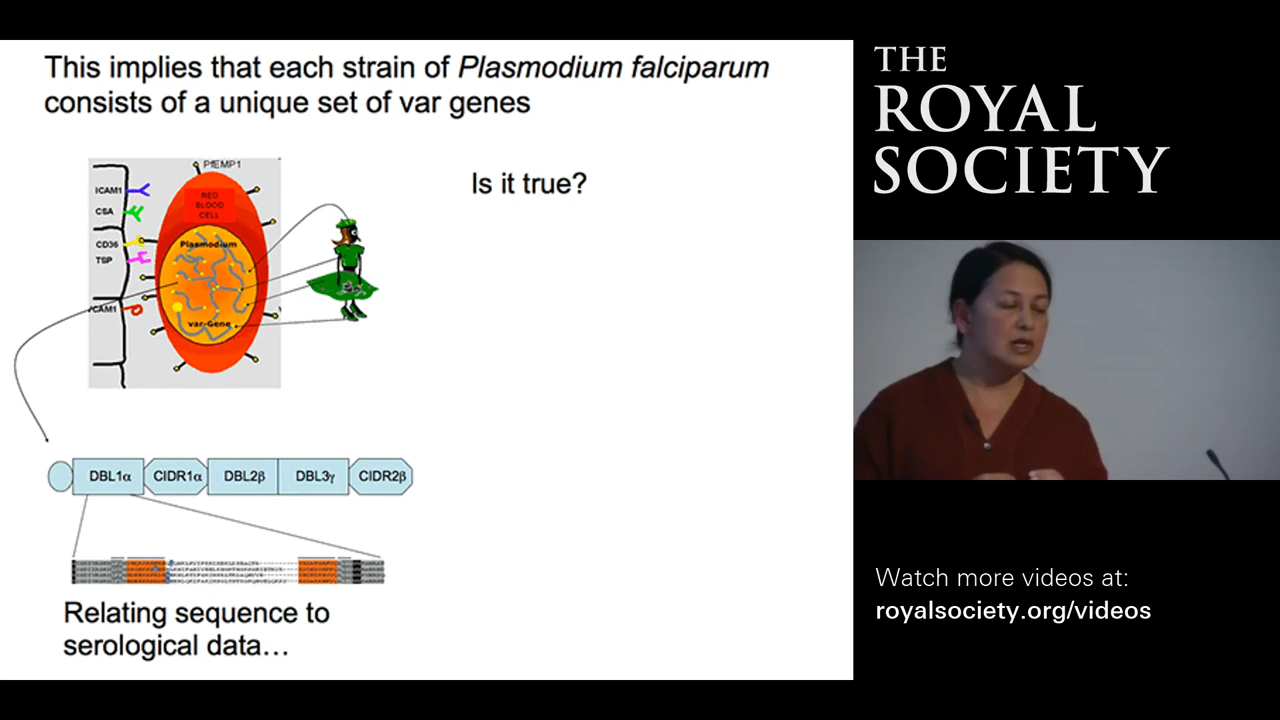 This implies that each strain of Plasmodium falciparum
consists of a unique set of var genes
Is it true?
PfEMP1
ICAM1
CSA
CD36
TSP
RED
BLOOD
CELL
Plasmodium
var-Gene
DBL1α
CIDR1α
DBL2β
DBL3γ
CIDR2β
Relating sequence to
serological data…
THE
ROYAL
SOCIETY
Watch more videos at:
royalsociety.org/videos